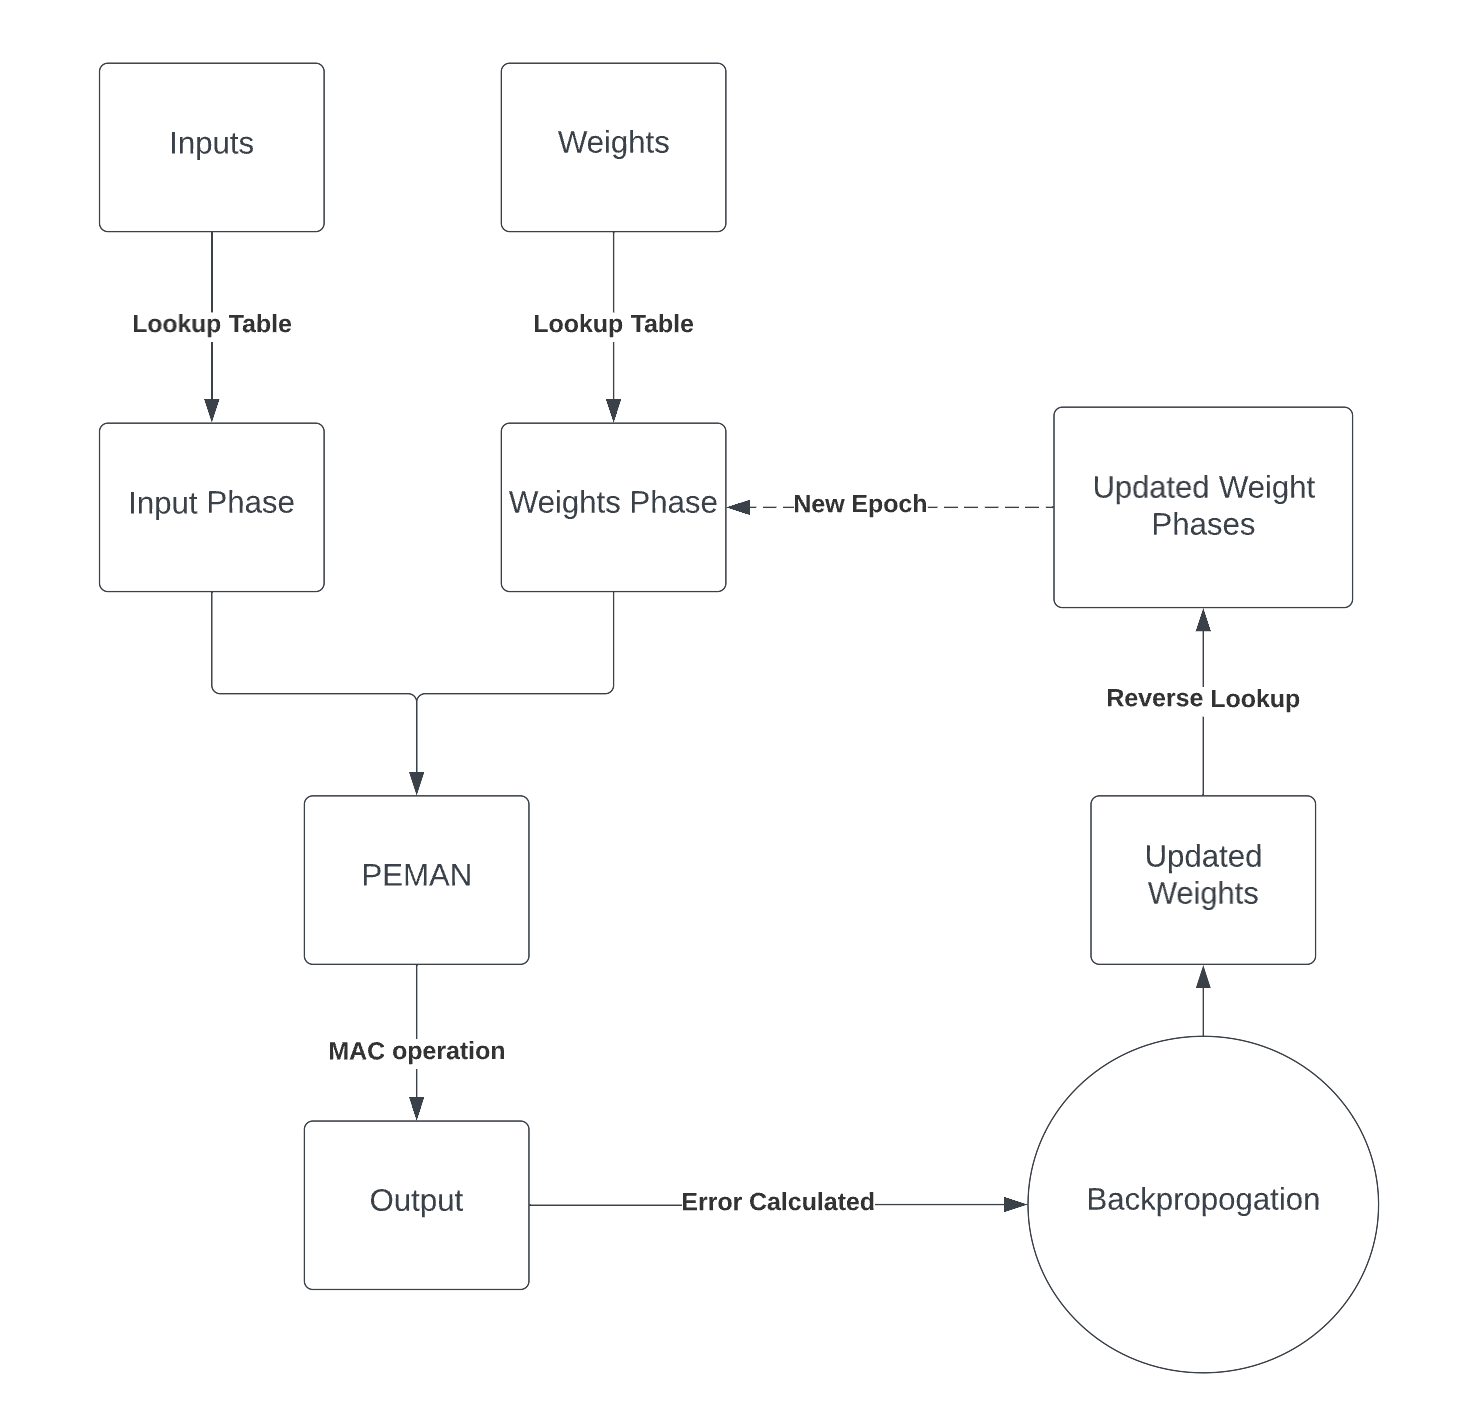 Inputs
Weights
Lookup Table
Lookup Table
Input Phase
Weights Phase
New Epoch
Updated Weight
Phases
Reverse Lookup
PEMAN
Updated
Weights
MAC operation
Output
Error Calculated
Backpropogation